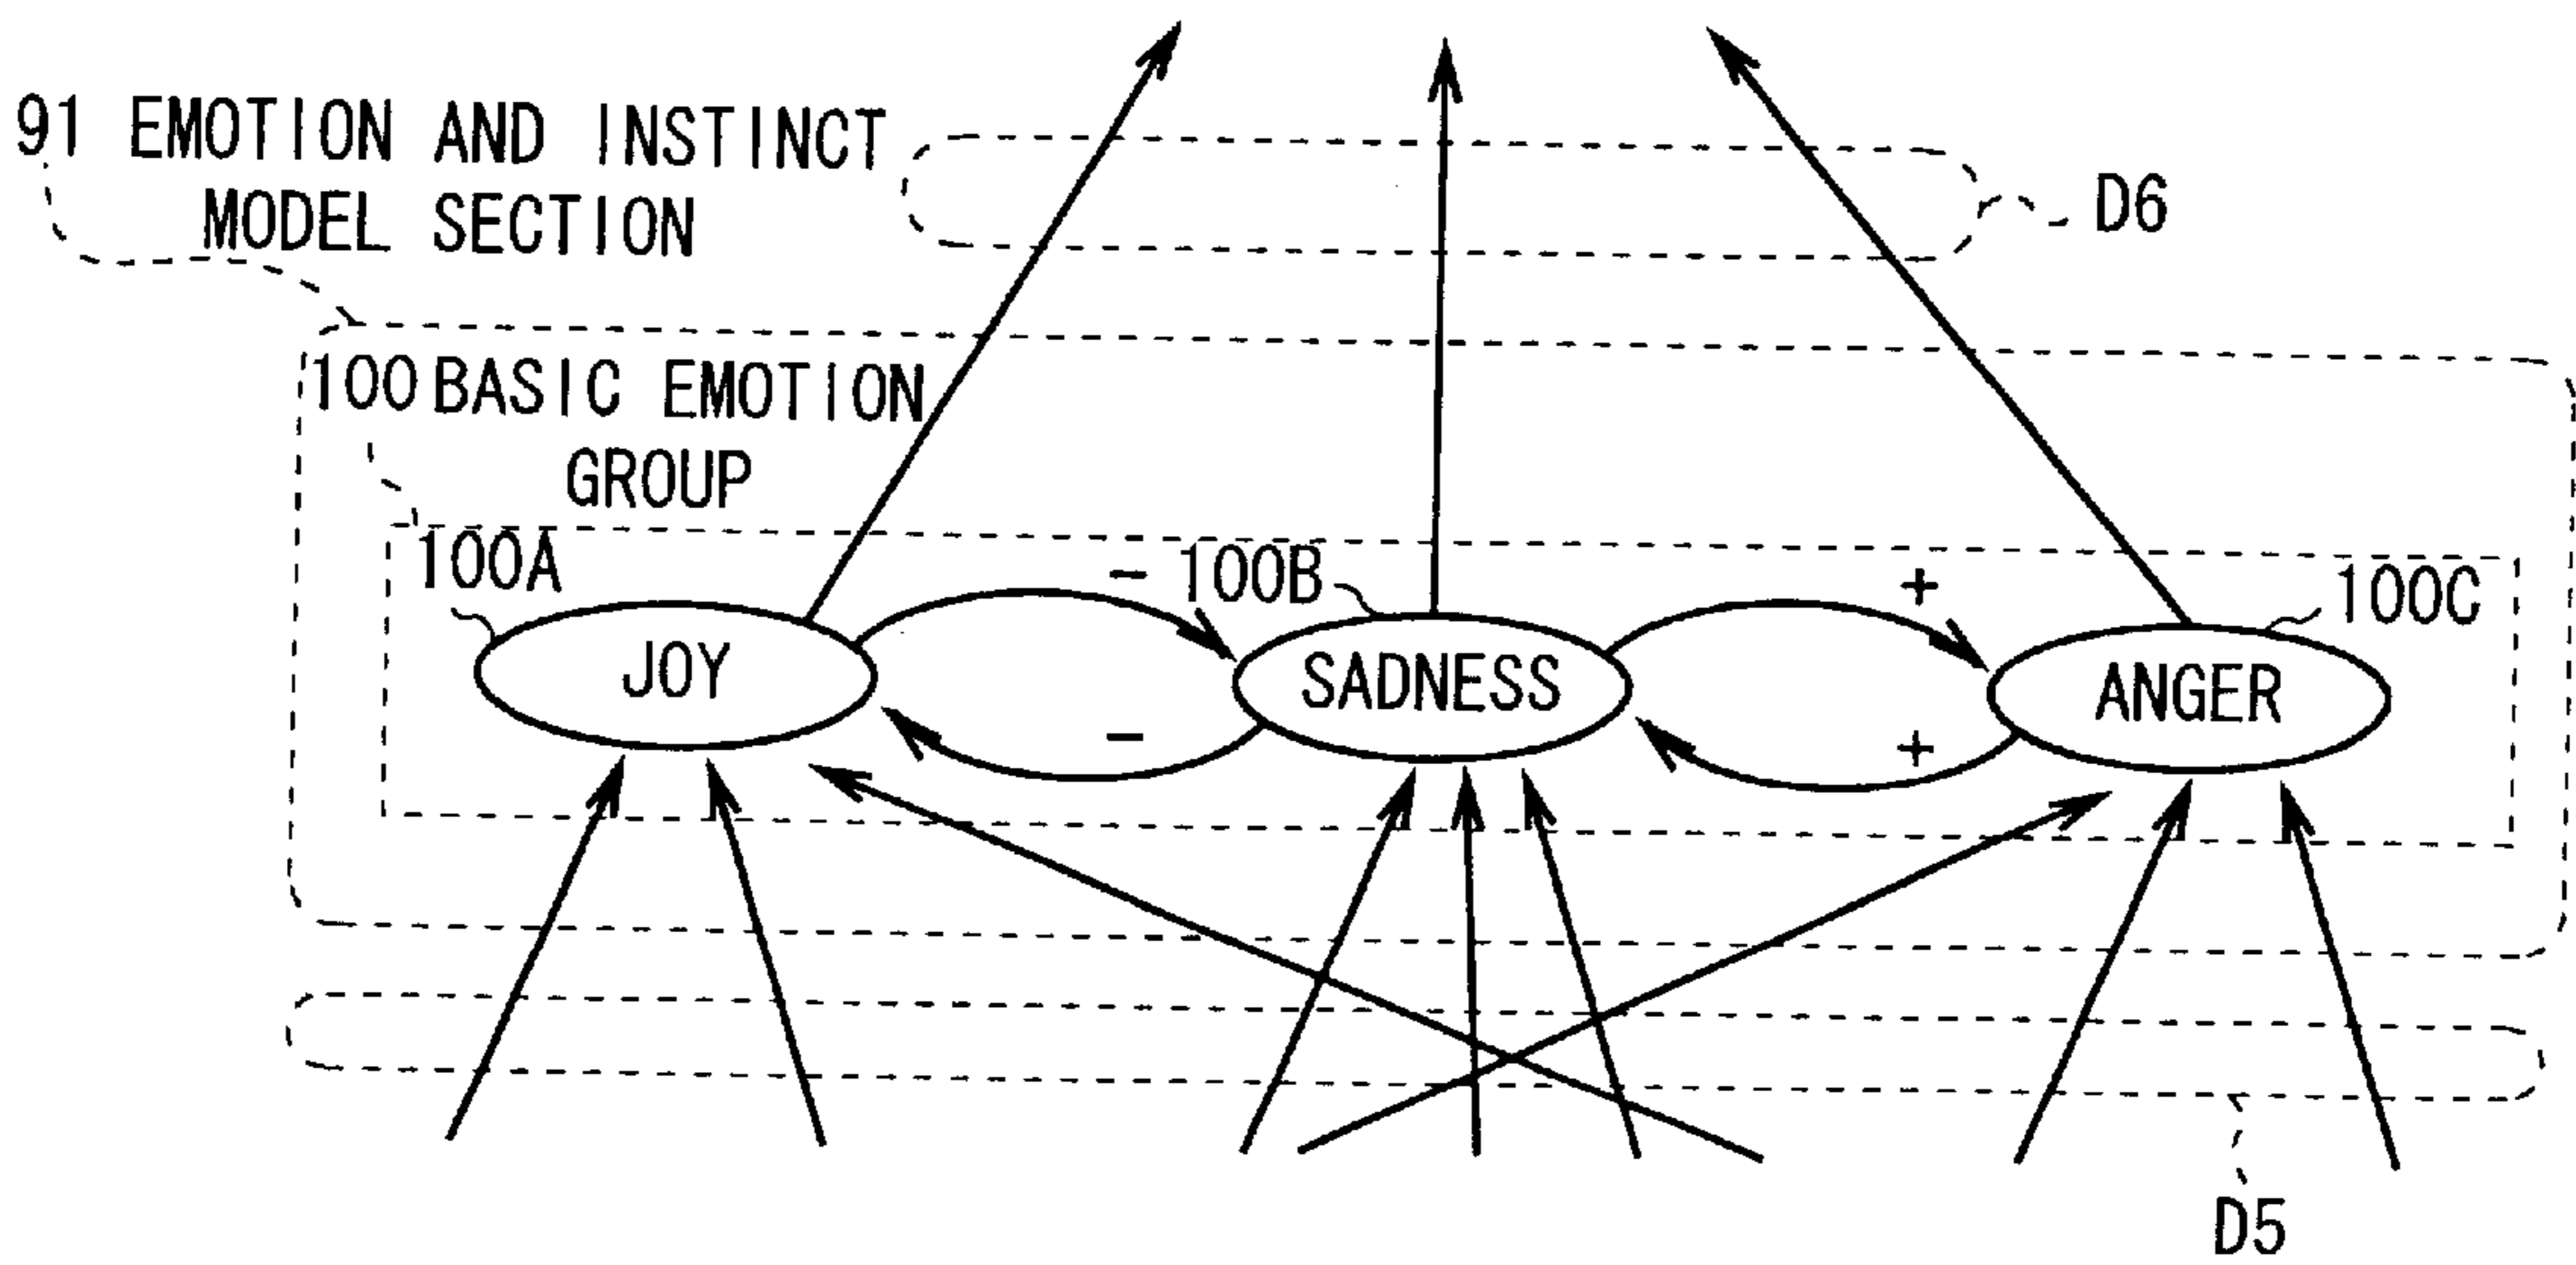 91 EMOTION AND INSTINCT
MODEL SECTION
D6
100 BASIC EMOTION
GROUP
100A
- 100B
+
100C
JOY
SADNESS
ANGER
-
+
D5